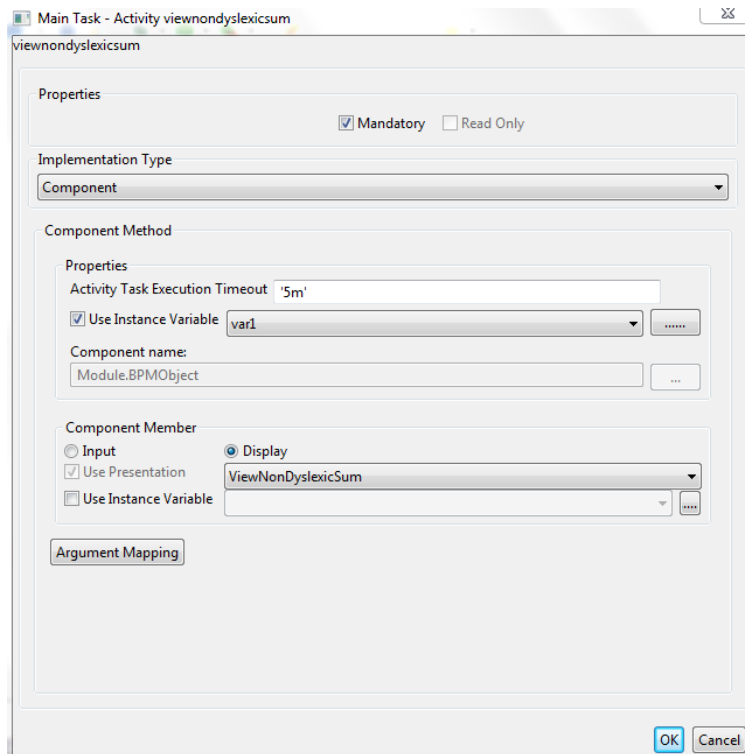 Main Task - Activity viewnondyslexicsum
viewnondyslexicsum
Properties
Mandatory Read Only
Implementation Type
Component
Component Method
Properties
Activity Task Execution Timeout '5m'
Use Instance Variable var1 ......
Component name:
Module.BPMObject ...
Component Member
Input Display
Use Presentation ViewNonDyslexicSum
Use Instance Variable ....
Argument Mapping
OK Cancel